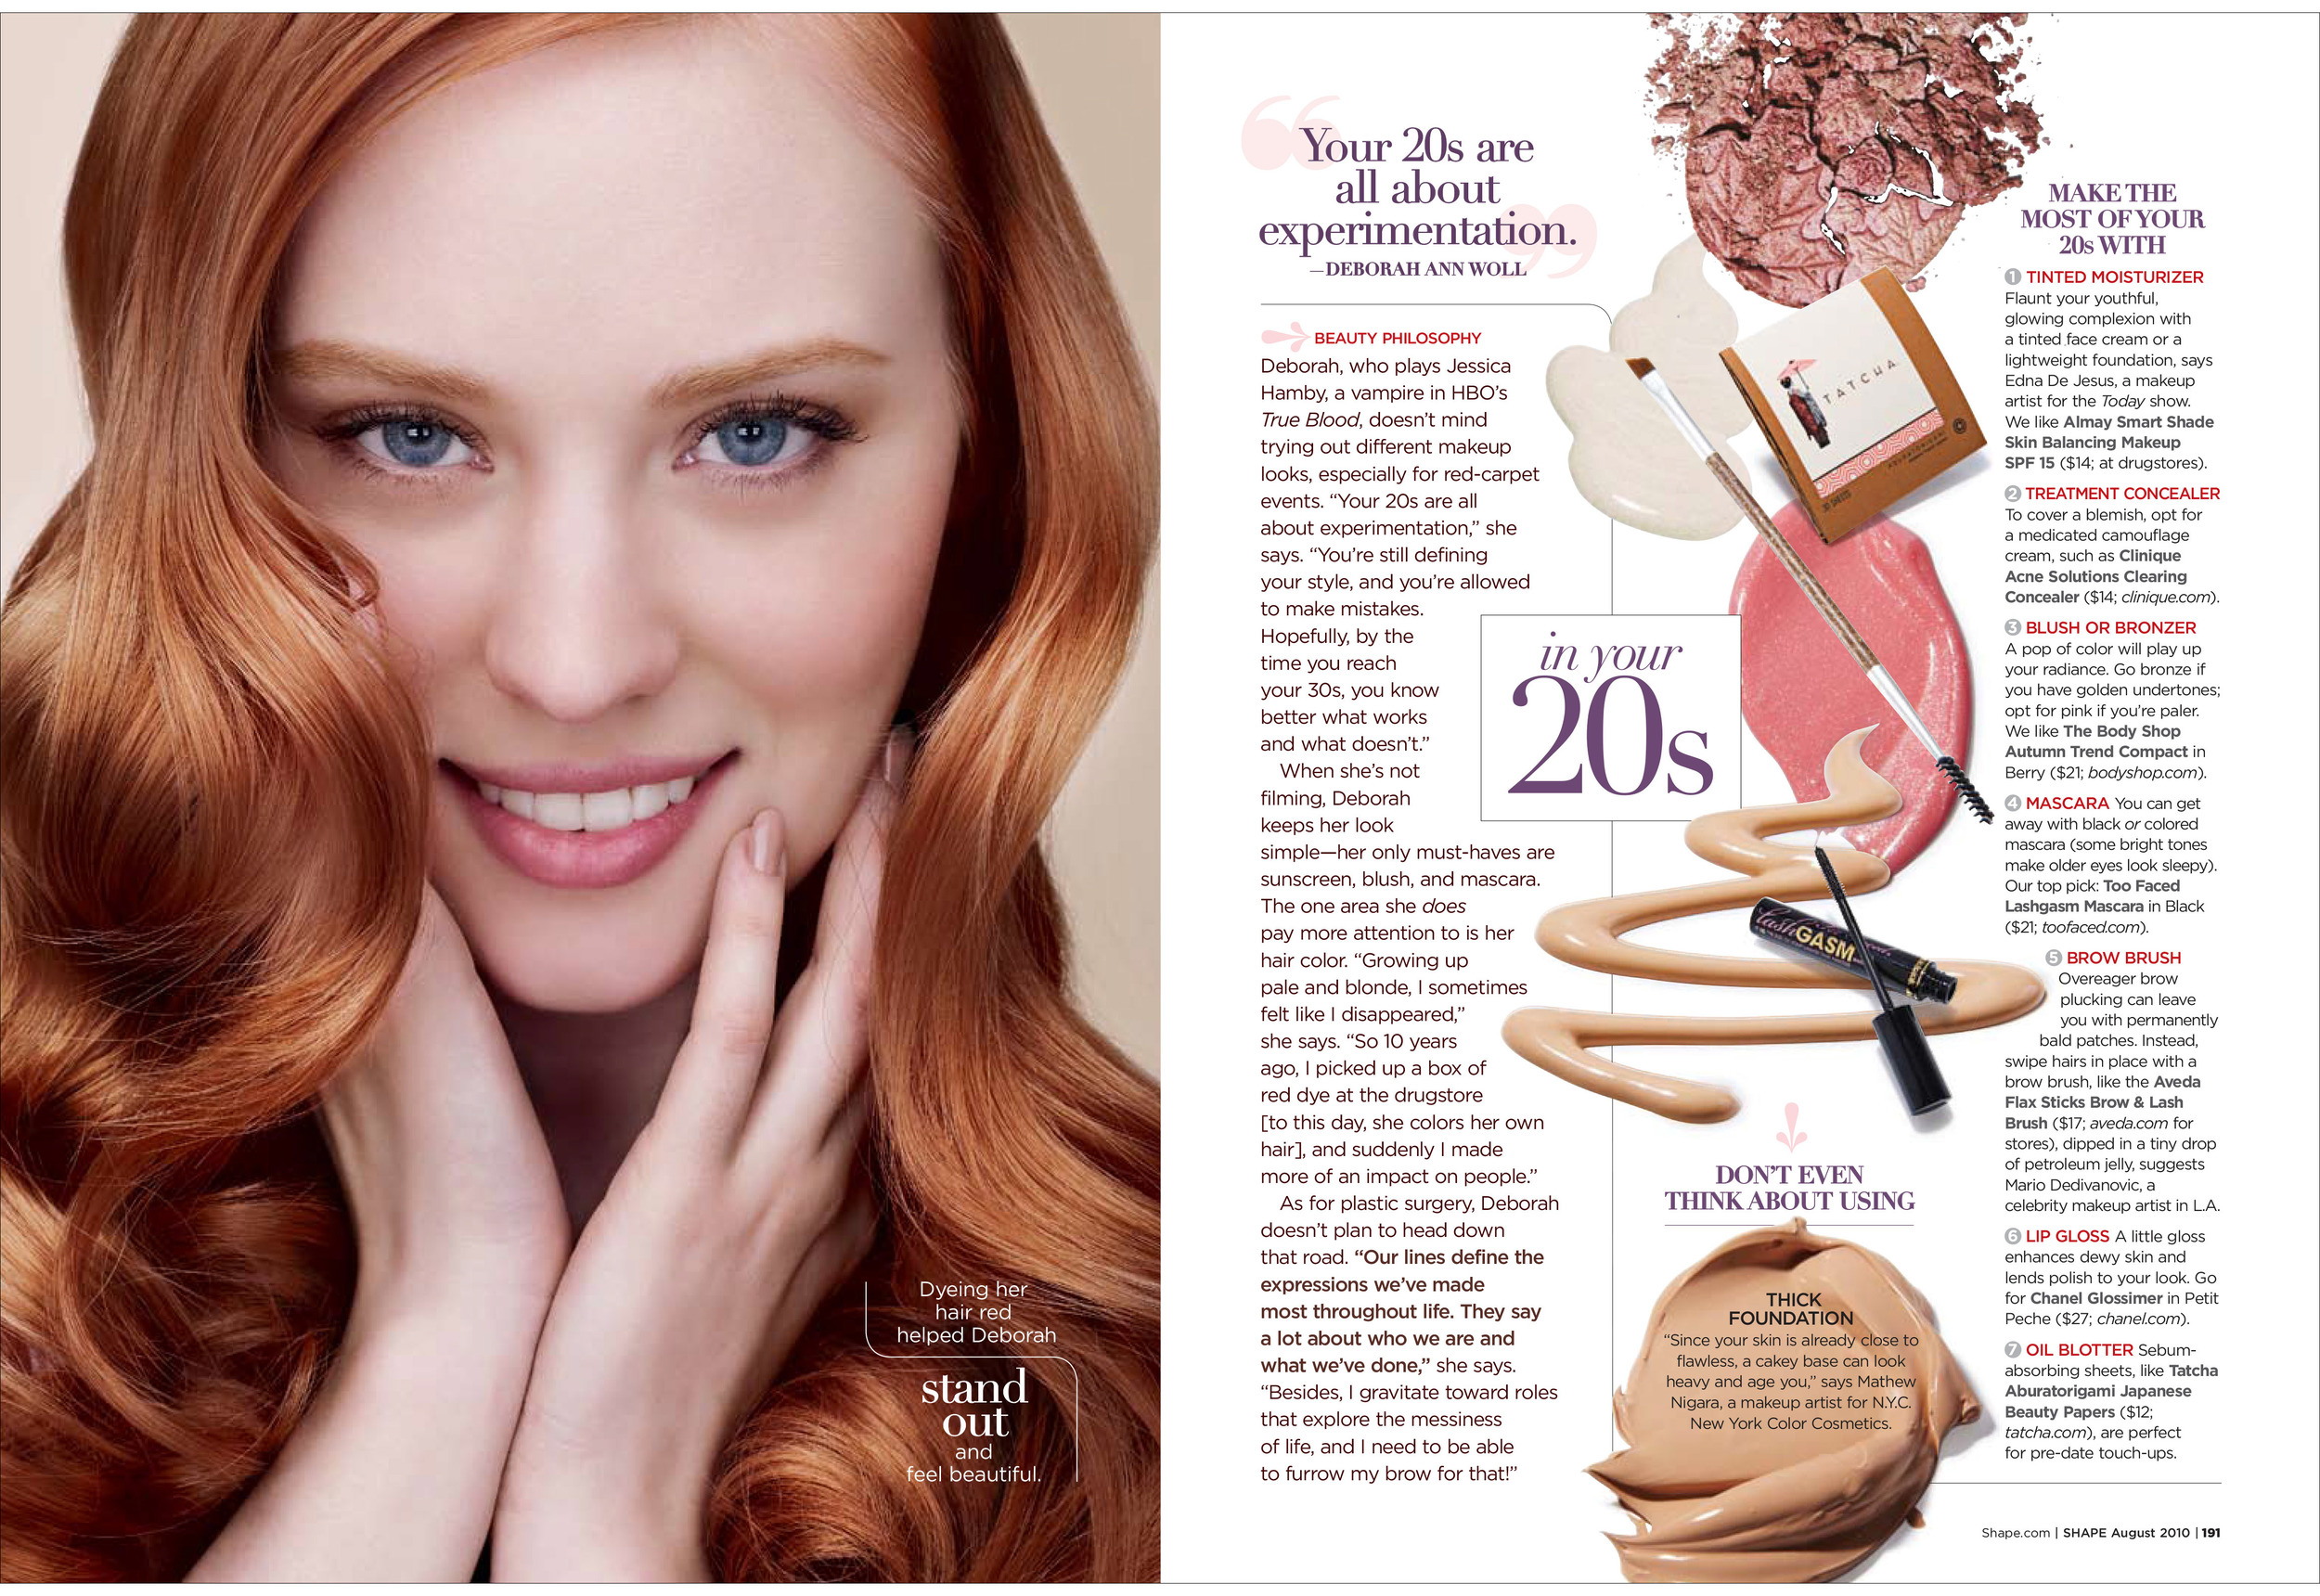 Dyeing her
hair red
helped Deborah
stand
out
and
feel beautiful.
“Your 20s are
all about
experimentation.”
—DEBORAH ANN WOLL
BEAUTY PHILOSOPHY
Deborah, who plays Jessica
Hamby, a vampire in HBO’s
True Blood, doesn’t mind
trying out different makeup
looks, especially for red-carpet
events. “Your 20s are all
about experimentation,” she
says. “You’re still defining
your style, and you’re allowed
to make mistakes.
Hopefully, by the
time you reach
your 30s, you know
better what works
and what doesn’t.”
When she’s not
filming, Deborah
keeps her look
simple—her only must-haves are
sunscreen, blush, and mascara.
The one area she does
pay more attention to is her
hair color. “Growing up
pale and blonde, I sometimes
felt like I disappeared,”
she says. “So 10 years
ago, I picked up a box of
red dye at the drugstore
[to this day, she colors her own
hair], and suddenly I made
more of an impact on people.”
As for plastic surgery, Deborah
doesn’t plan to head down
that road. “Our lines define the
expressions we’ve made
most throughout life. They say
a lot about who we are and
what we’ve done,” she says.
“Besides, I gravitate toward roles
that explore the messiness
of life, and I need to be able
to furrow my brow for that!”
in your
20s
TATCHA
30 SHEETS
LashGASM
DON’T EVEN
THINK ABOUT USING
THICK
FOUNDATION
“Since your skin is already close to
flawless, a cakey base can look
heavy and age you,” says Mathew
Nigara, a makeup artist for N.Y.C.
New York Color Cosmetics.
MAKE THE
MOST OF YOUR
20s WITH
1 TINTED MOISTURIZER
Flaunt your youthful,
glowing complexion with
a tinted face cream or a
lightweight foundation, says
Edna De Jesus, a makeup
artist for the Today show.
We like Almay Smart Shade
Skin Balancing Makeup
SPF 15 ($14; at drugstores).
2 TREATMENT CONCEALER
To cover a blemish, opt for
a medicated camouflage
cream, such as Clinique
Acne Solutions Clearing
Concealer ($14; clinique.com).
3 BLUSH OR BRONZER
A pop of color will play up
your radiance. Go bronze if
you have golden undertones;
opt for pink if you’re paler.
We like The Body Shop
Autumn Trend Compact in
Berry ($21; bodyshop.com).
4 MASCARA You can get
away with black or colored
mascara (some bright tones
make older eyes look sleepy).
Our top pick: Too Faced
Lashgasm Mascara in Black
($21; toofaced.com).
5 BROW BRUSH
Overeager brow
plucking can leave
you with permanently
bald patches. Instead,
swipe hairs in place with a
brow brush, like the Aveda
Flax Sticks Brow & Lash
Brush ($17; aveda.com for
stores), dipped in a tiny drop
of petroleum jelly, suggests
Mario Dedivanovic, a
celebrity makeup artist in L.A.
6 LIP GLOSS A little gloss
enhances dewy skin and
lends polish to your look. Go
for Chanel Glossimer in Petit
Peche ($27; chanel.com).
7 OIL BLOTTER Sebum-
absorbing sheets, like Tatcha
Aburatorigami Japanese
Beauty Papers ($12;
tatcha.com), are perfect
for pre-date touch-ups.
Shape.com | SHAPE August 2010 | 191